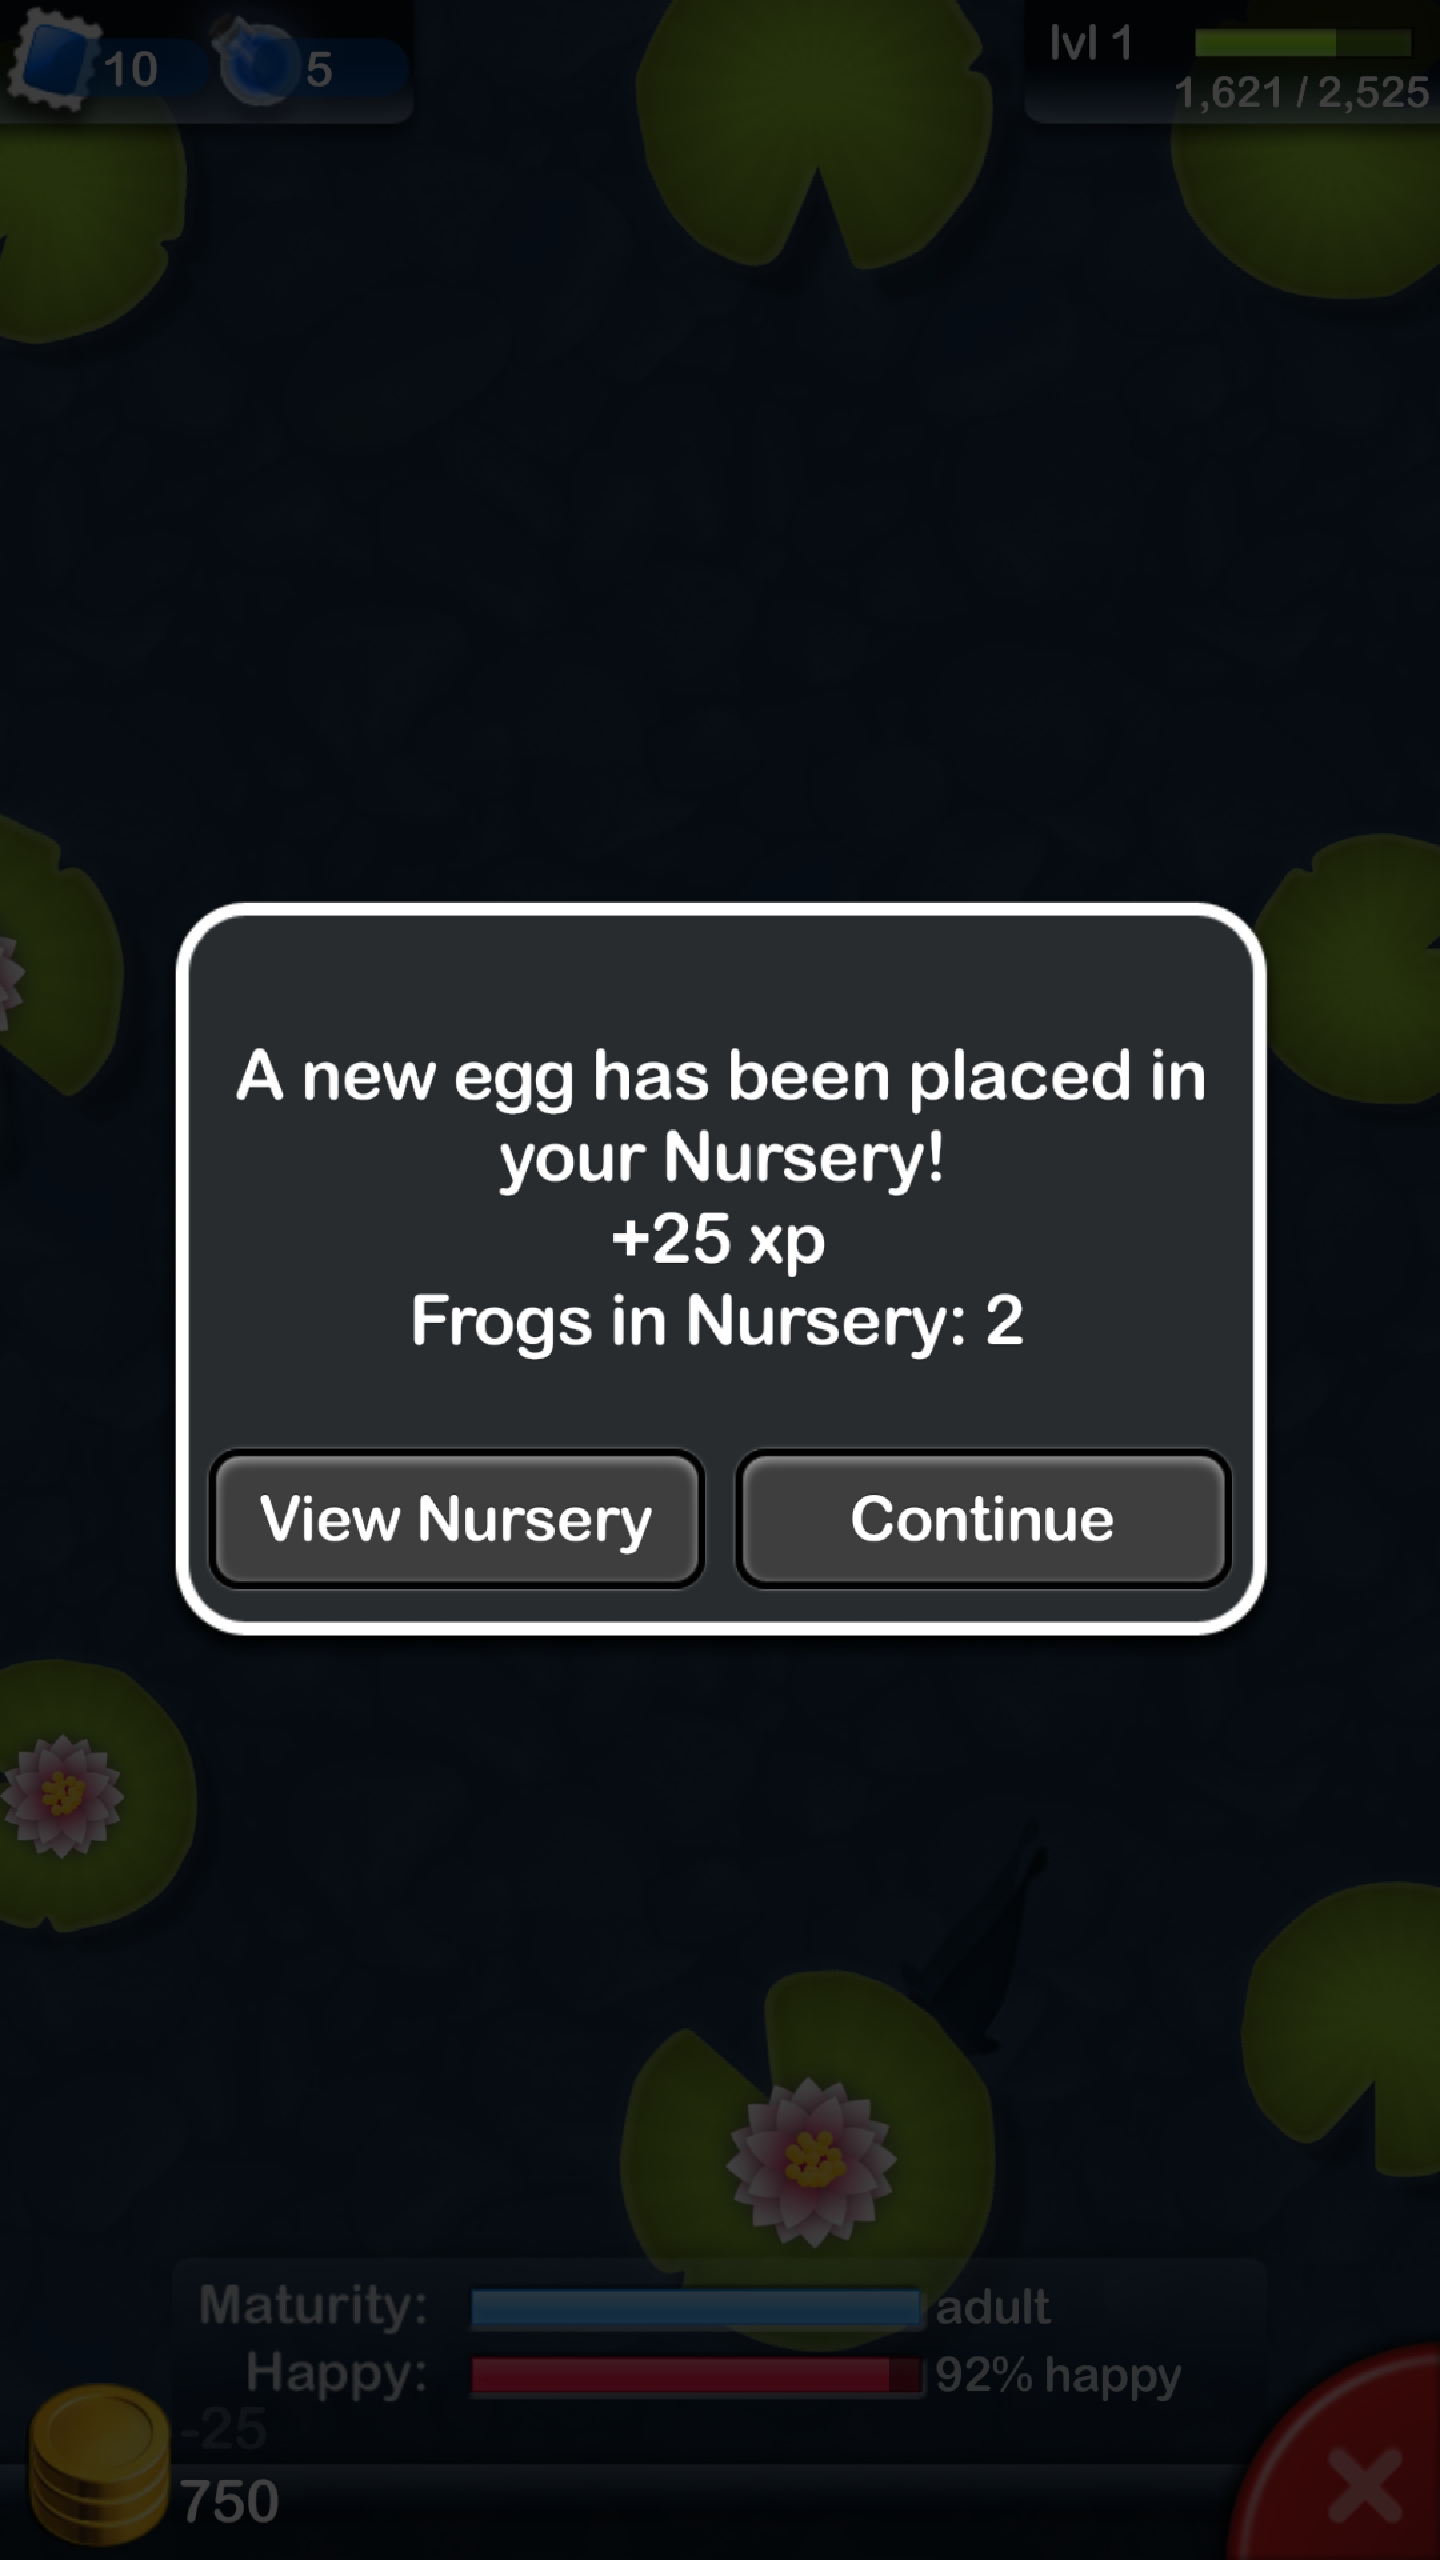 10
5
lvl 1
1,621 / 2,525
A new egg has been placed in
your Nursery!
+25 xp
Frogs in Nursery: 2
View Nursery
Continue
Maturity:
adult
Happy:
92% happy
-25
750